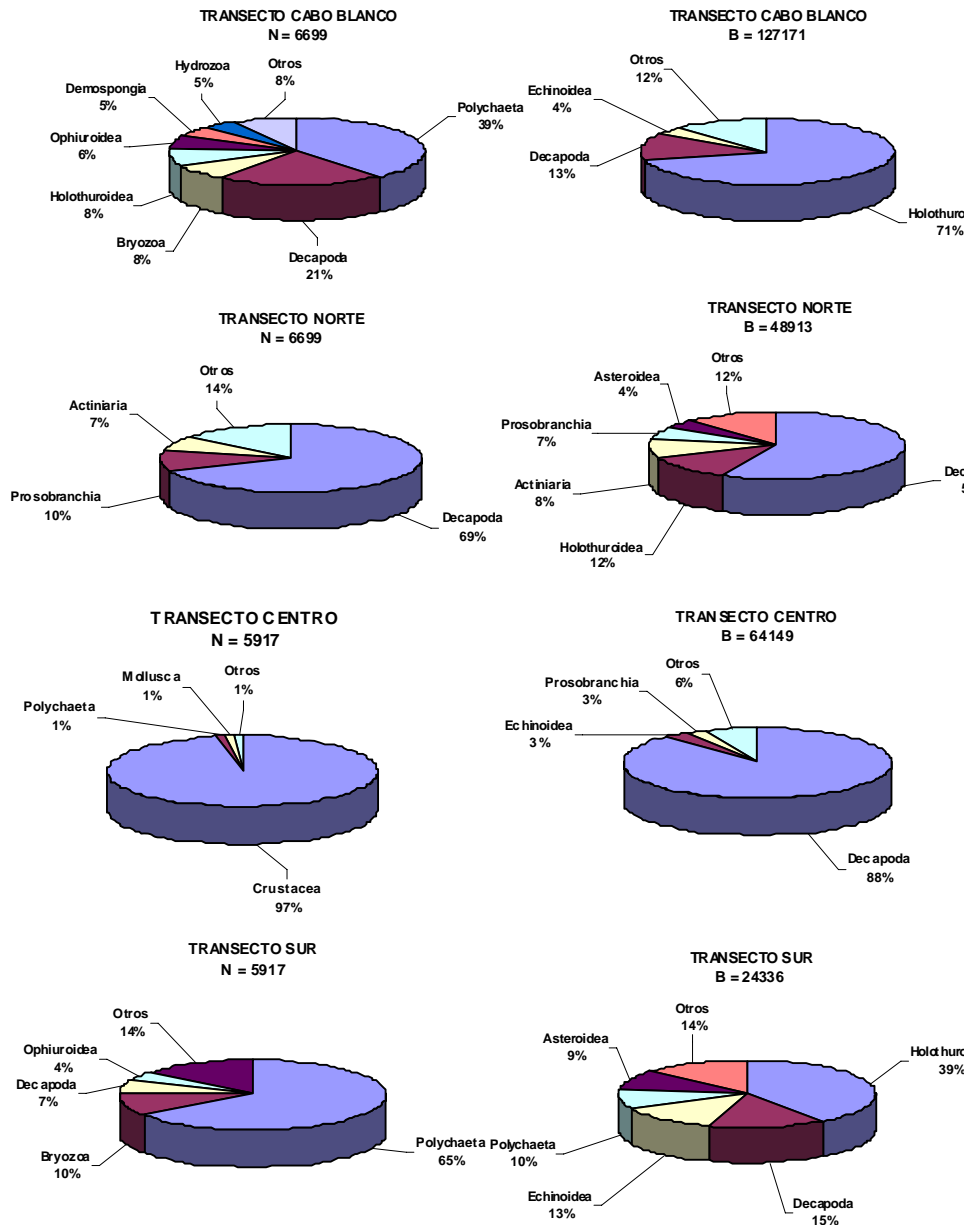 TRANSECTO CABO BLANCO
N = 6699
Hydrozoa
5%
Otros
8%
Demospongia
5%
Polychaeta
39%
Ophiuroidea
6%
Holothuroidea
8%
Bryozoa
8%
Decapoda
21%
TRANSECTO CABO BLANCO
B = 127171
Otros
12%
Echinoidea
4%
Decapoda
13%
Holothuro
71%
TRANSECTO NORTE
N = 6699
Otros
14%
Actiniaria
7%
Prosobranchia
10%
Decapoda
69%
TRANSECTO NORTE
B = 48913
Asteroidea
4%
Otros
12%
Prosobranchia
7%
Actiniaria
8%
Holothuroidea
12%
Dec
5
TRANSECTO CENTRO
N = 5917
Mollusca
1%
Otros
1%
Polychaeta
1%
Crustacea
97%
TRANSECTO CENTRO
B = 64149
Otros
6%
Prosobranchia
3%
Echinoidea
3%
Decapoda
88%
TRANSECTO SUR
N = 5917
Otros
14%
Ophiuroidea
4%
Decapoda
7%
Bryozoa
10%
Polychaeta
65%
TRANSECTO SUR
B = 24336
Otros
14%
Asteroidea
9%
Holothuro
39%
Polychaeta
10%
Echinoidea
13%
Decapoda
15%